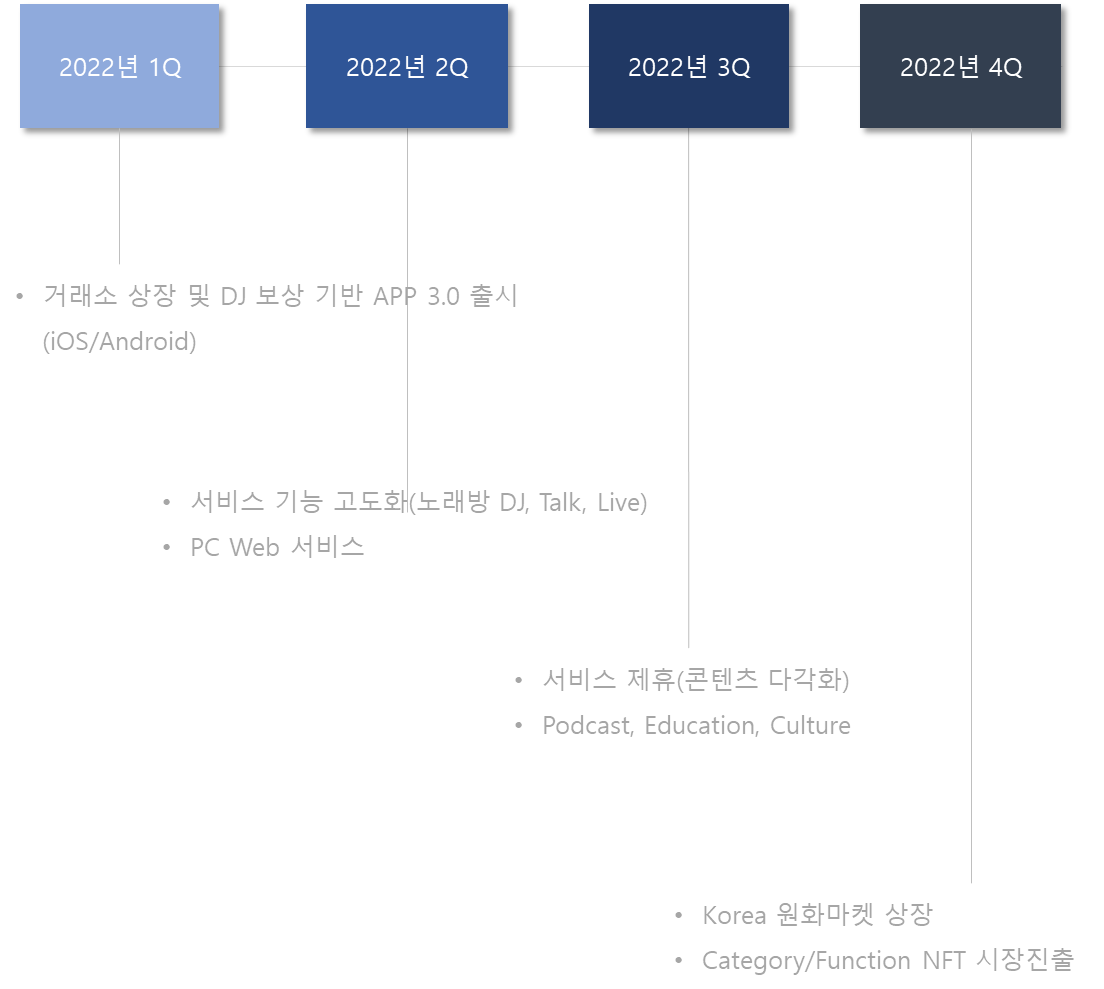 2022년 1Q
2022년 2Q
2022년 3Q
2022년 4Q
• 거래소 상장 및 DJ 보상 기반 APP 3.0 출시
(iOS/Android)
• 서비스 기능 고도화(노래방 DJ, Talk, Live)
• PC Web 서비스
• 서비스 제휴(콘텐츠 다각화)
• Podcast, Education, Culture
• Korea 원화마켓 상장
• Category/Function NFT 시장진출